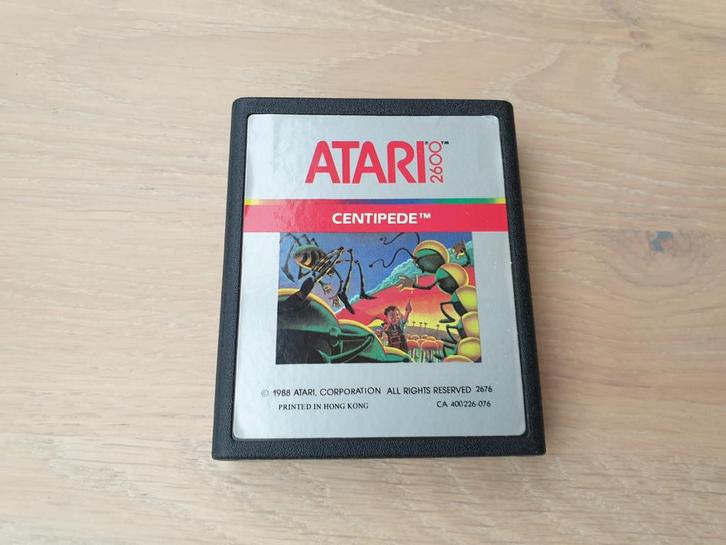 ATARI® 2600™
CENTIPEDE™
© 1988 ATARI, CORPORATION ALL RIGHTS RESERVED 2676
PRINTED IN HONG KONG CA 400226-076